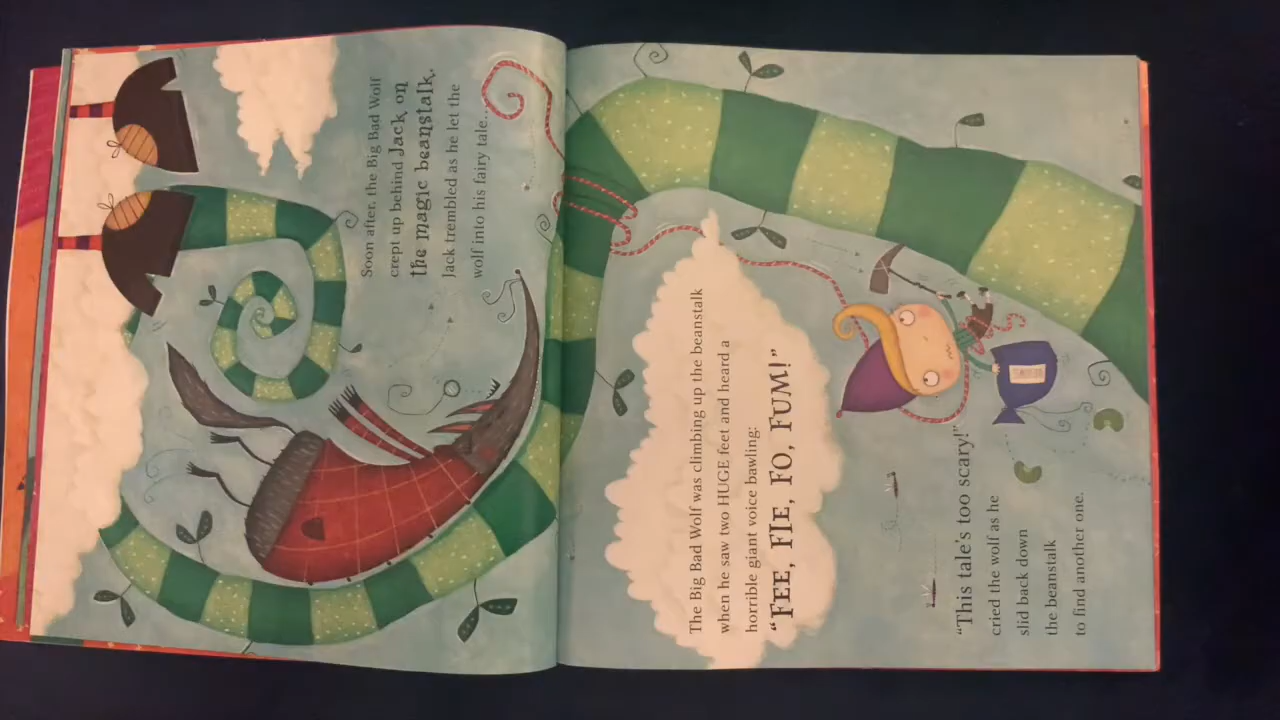 Soon after, the Big Bad Wolf
crept up behind Jack on
the magic beanstalk.
Jack trembled as he let the
wolf into his fairy tale...
The Big Bad Wolf was climbing up the beanstalk
when he saw two HUGE feet and heard a
horrible giant voice bawling:
“FEE, FIE, FO, FUM!”
“This tale's too scary!”
cried the wolf as he
slid back down
the beanstalk
to find another one.